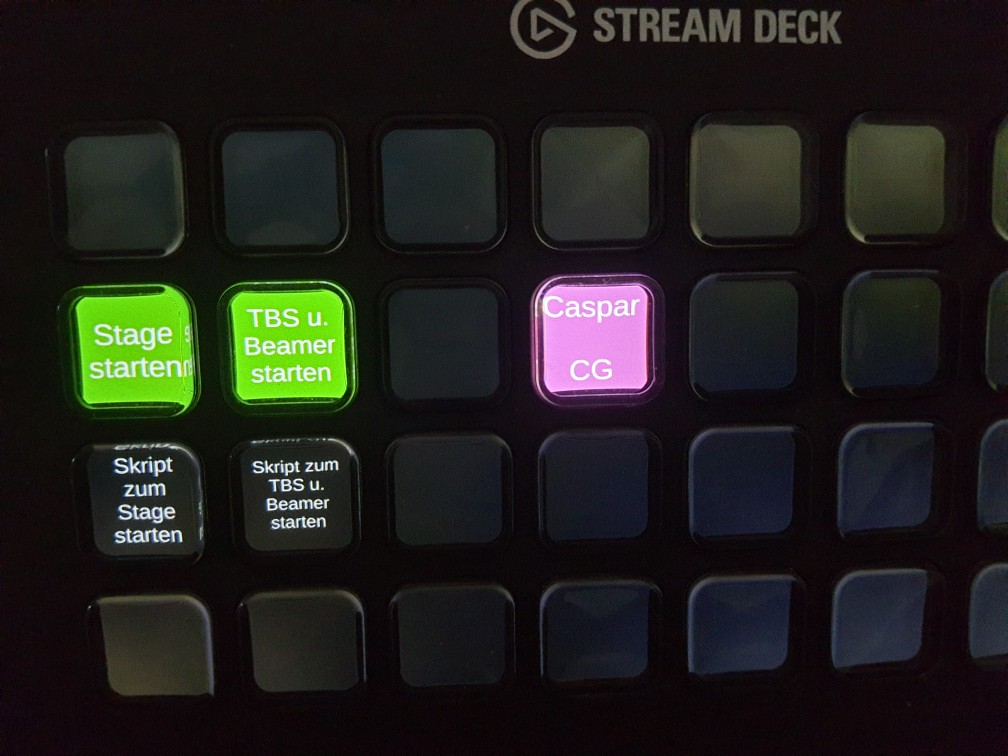 STREAM DECK
Stage
starten
TBS u.
Beamer
starten
Caspar
CG
Skript
zum
Stage
starten
Skript zum
TBS u.
Beamer
starten